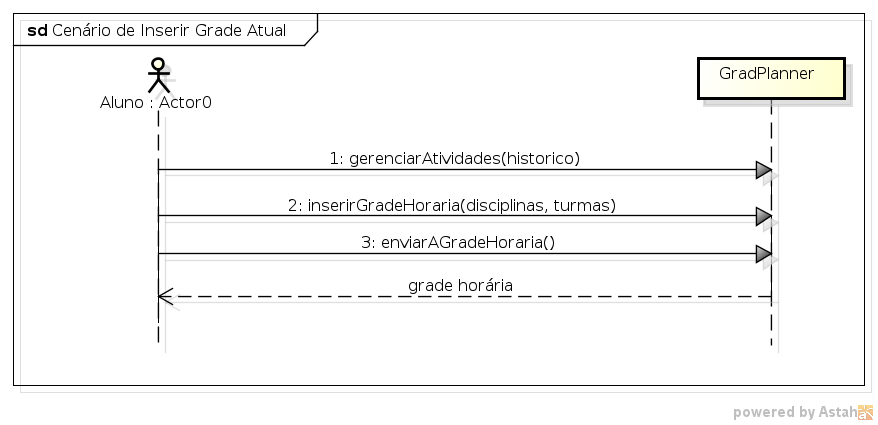 sd Cenário de Inserir Grade Atual
Aluno : Actor0
GradPlanner
1: gerenciarAtividades(historico)
2: inserirGradeHoraria(disciplinas, turmas)
3: enviarAGradeHoraria()
grade horária
powered by Astah